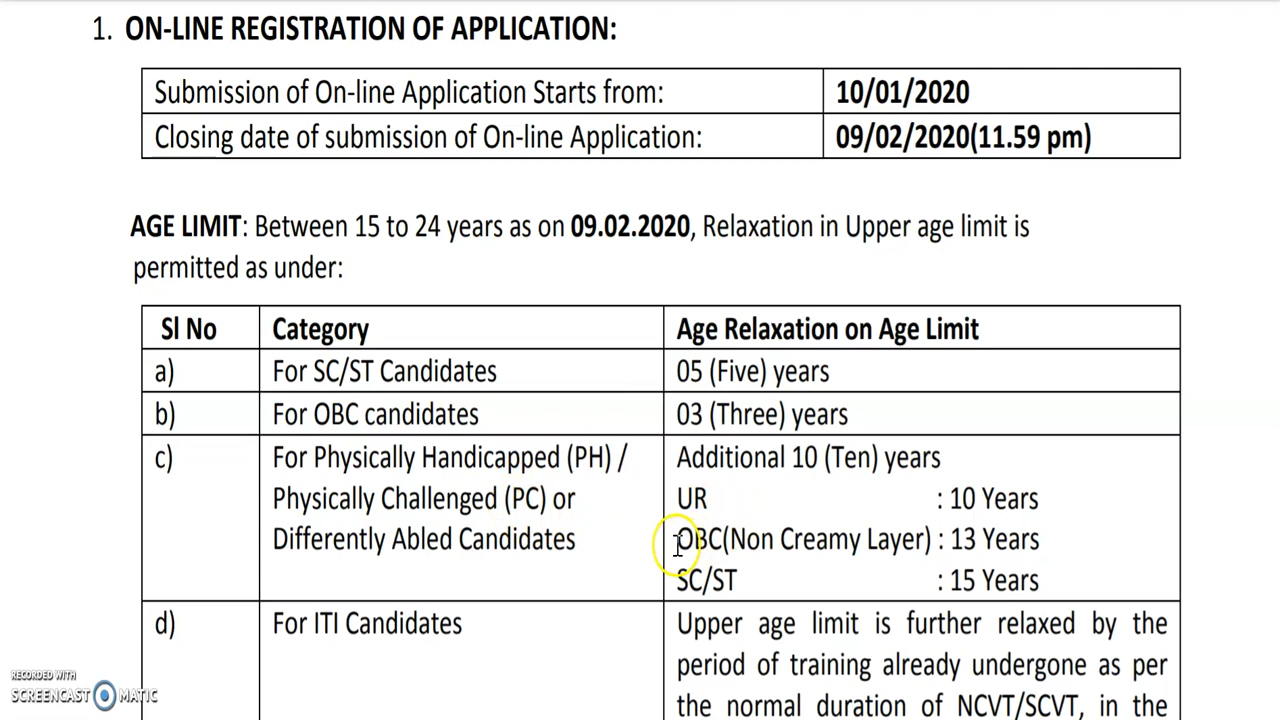 1. ON-LINE REGISTRATION OF APPLICATION:
Submission of On-line Application Starts from: 10/01/2020
Closing date of submission of On-line Application: 09/02/2020(11.59 pm)
AGE LIMIT: Between 15 to 24 years as on 09.02.2020, Relaxation in Upper age limit is
permitted as under:
Sl No Category Age Relaxation on Age Limit
a) For SC/ST Candidates 05 (Five) years
b) For OBC candidates 03 (Three) years
c) For Physically Handicapped (PH) / Additional 10 (Ten) years
Physically Challenged (PC) or UR : 10 Years
Differently Abled Candidates OBC(Non Creamy Layer) : 13 Years
SC/ST : 15 Years
d) For ITI Candidates Upper age limit is further relaxed by the
period of training already undergone as per
the normal duration of NCVT/SCVT, in the
RECORDED WITH
SCREENCAST MATIC